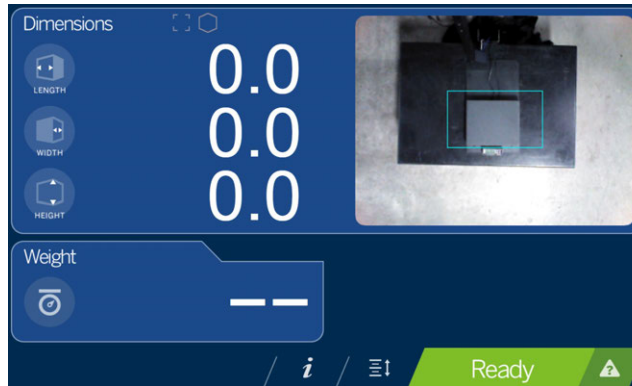 Dimensions
LENGTH
0.0
WIDTH
0.0
HEIGHT
0.0
Weight
--
i
Ready
?